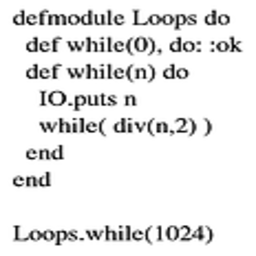 defmodule Loops do
  def while(0), do: :ok
  def while(n) do
    IO.puts n
    while( div(n,2) )
  end
end

Loops.while(1024)